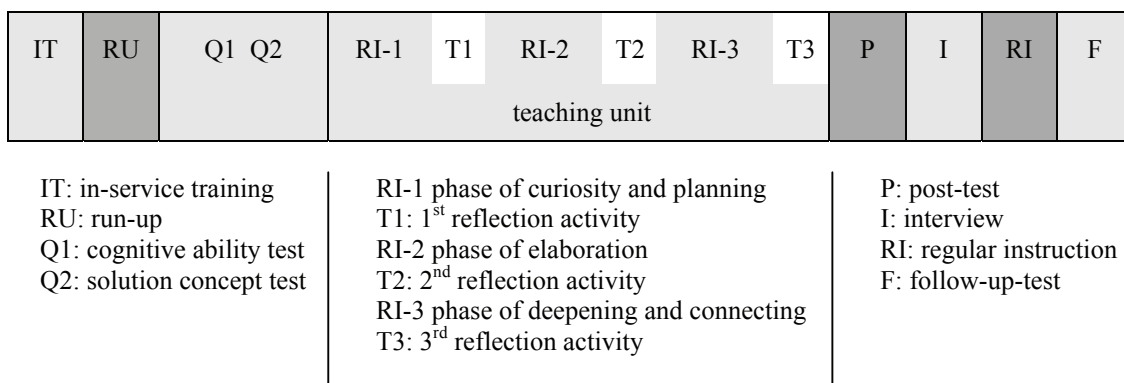 IT RU Q1 Q2 RI-1 T1 RI-2 T2 RI-3 T3 P I RI F
teaching unit
IT: in-service training
RU: run-up
Q1: cognitive ability test
Q2: solution concept test
RI-1 phase of curiosity and planning
T1: 1st reflection activity
RI-2 phase of elaboration
T2: 2nd reflection activity
RI-3 phase of deepening and connecting
T3: 3rd reflection activity
P: post-test
I: interview
RI: regular instruction
F: follow-up-test